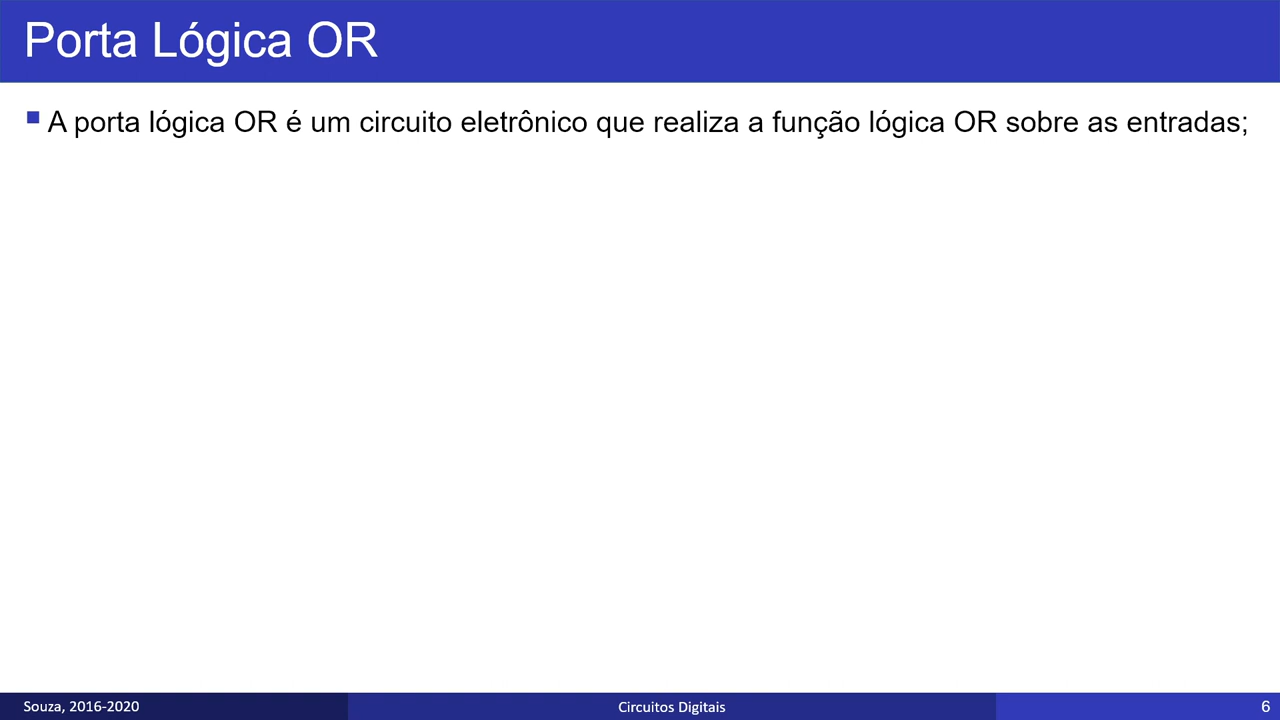 Porta Lógica OR
A porta lógica OR é um circuito eletrônico que realiza a função lógica OR sobre as entradas;
Souza, 2016-2020
Circuitos Digitais
6